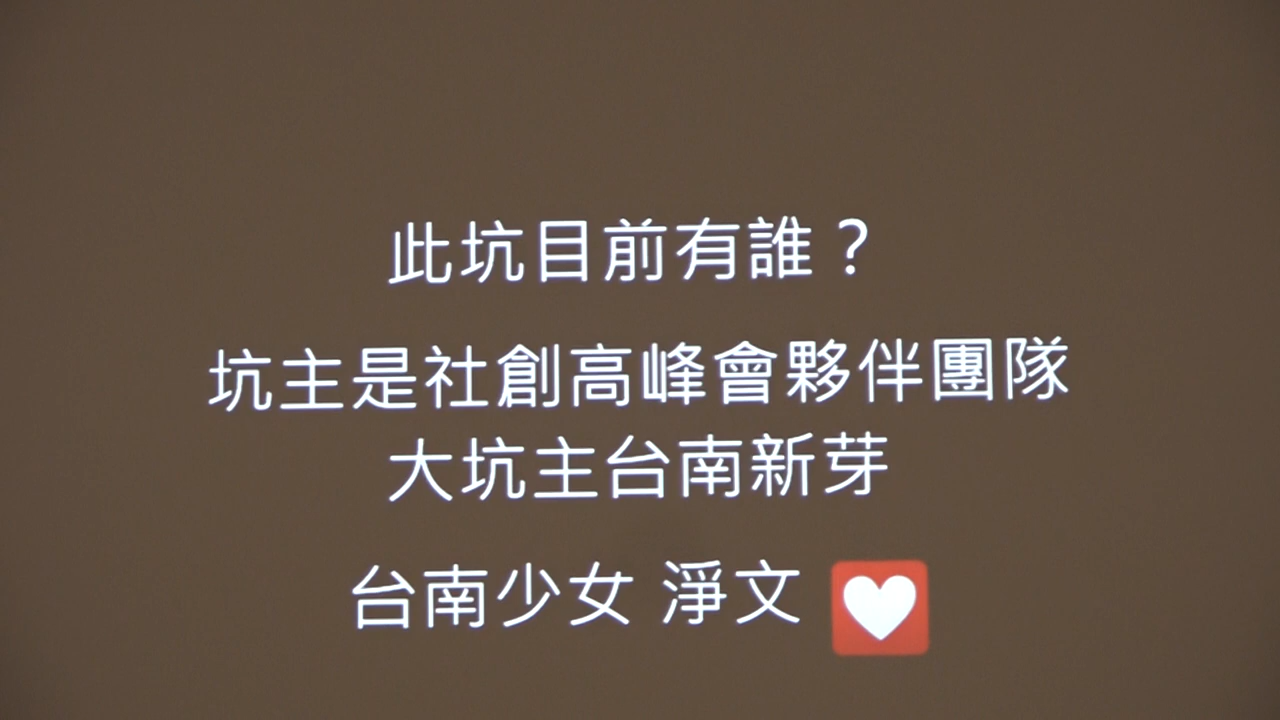 此坑目前有誰？
坑主是社創高峰會夥伴團隊
大坑主台南新芽
台南少女 淨文